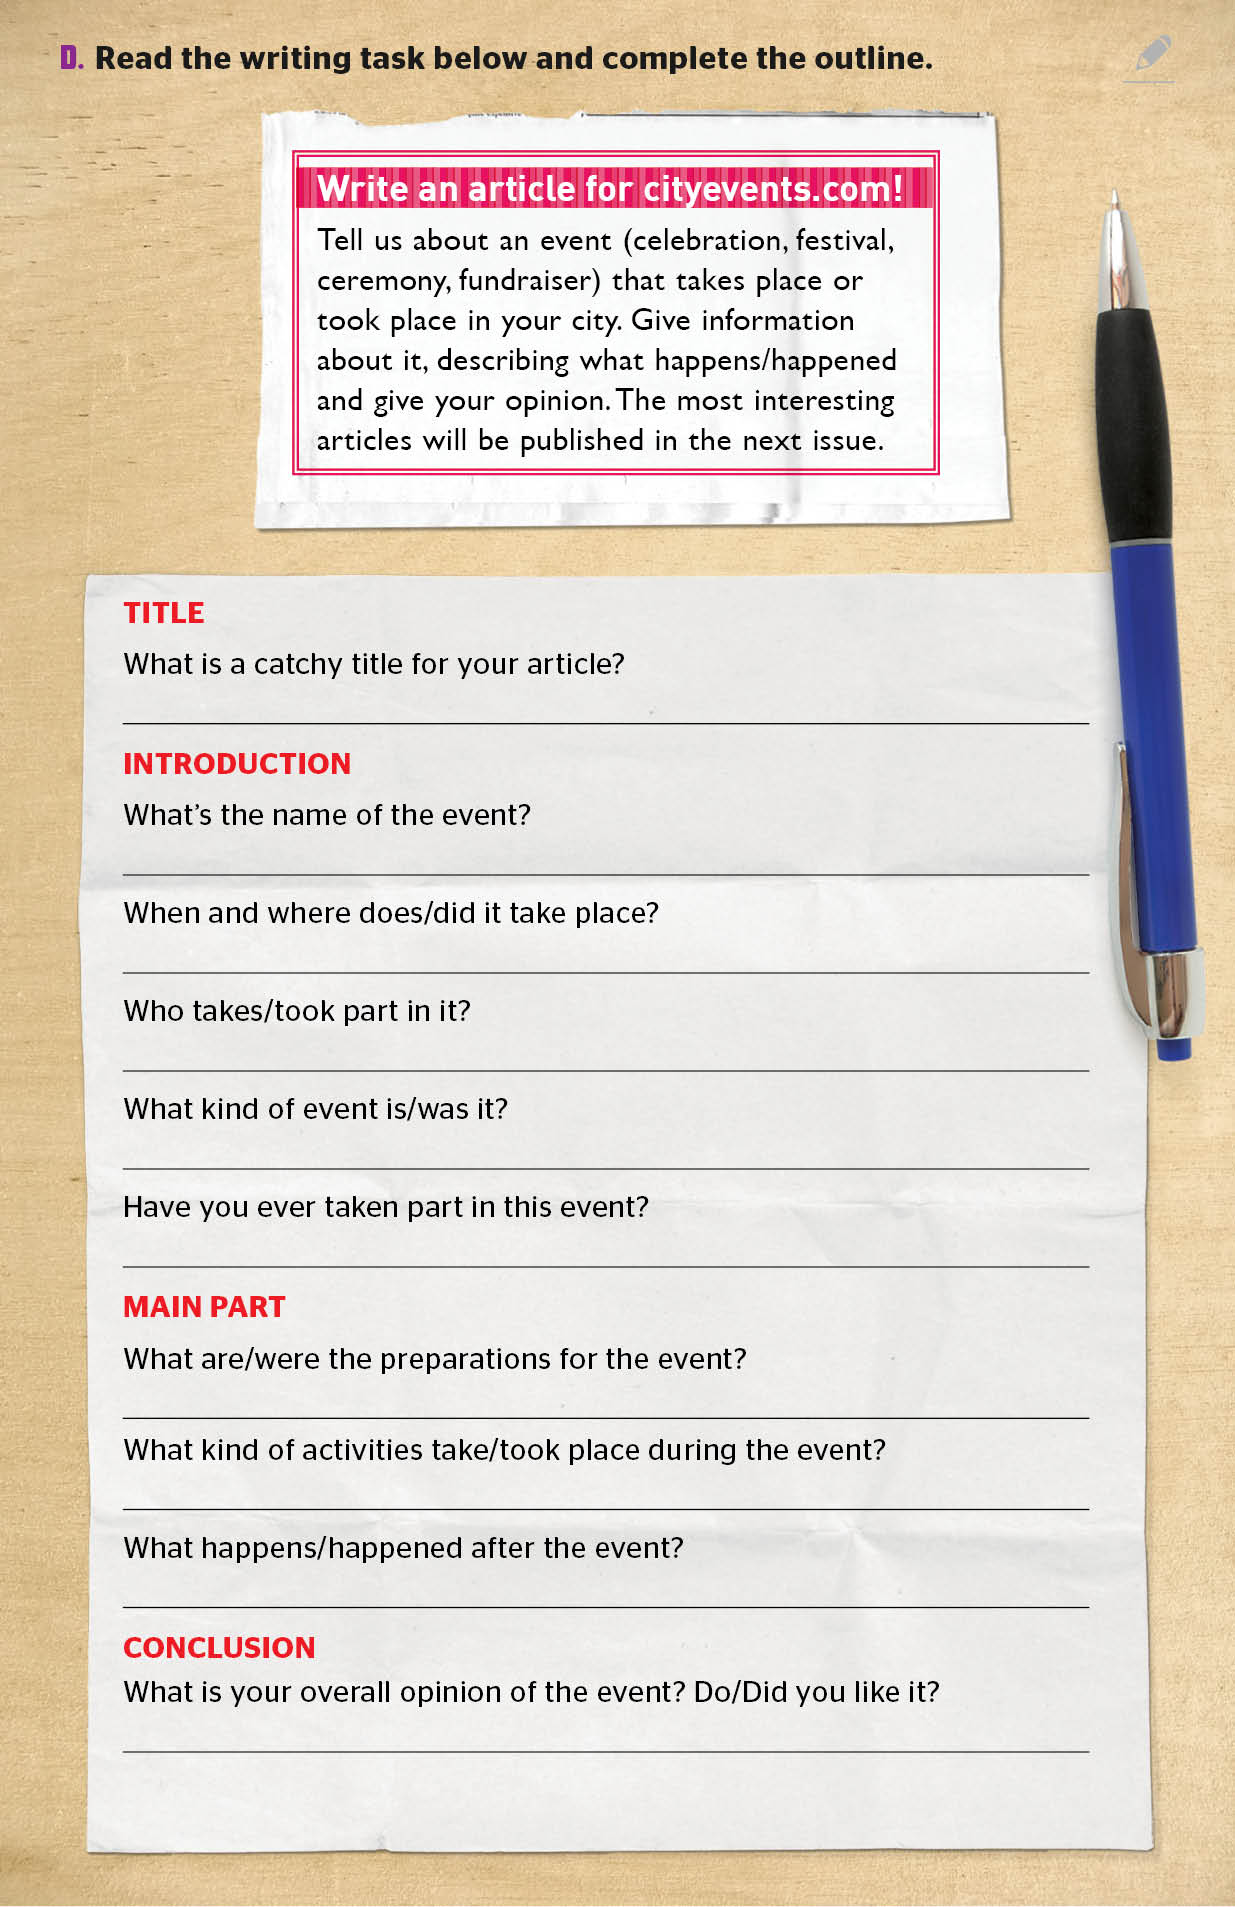 D. Read the writing task below and complete the outline.
Write an article for cityevents.com!
Tell us about an event (celebration, festival,
ceremony, fundraiser) that takes place or
took place in your city. Give information
about it, describing what happens/happened
and give your opinion. The most interesting
articles will be published in the next issue.
TITLE
What is a catchy title for your article?
INTRODUCTION
What’s the name of the event?
When and where does/did it take place?
Who takes/took part in it?
What kind of event is/was it?
Have you ever taken part in this event?
MAIN PART
What are/were the preparations for the event?
What kind of activities take/took place during the event?
What happens/happened after the event?
CONCLUSION
What is your overall opinion of the event? Do/Did you like it?